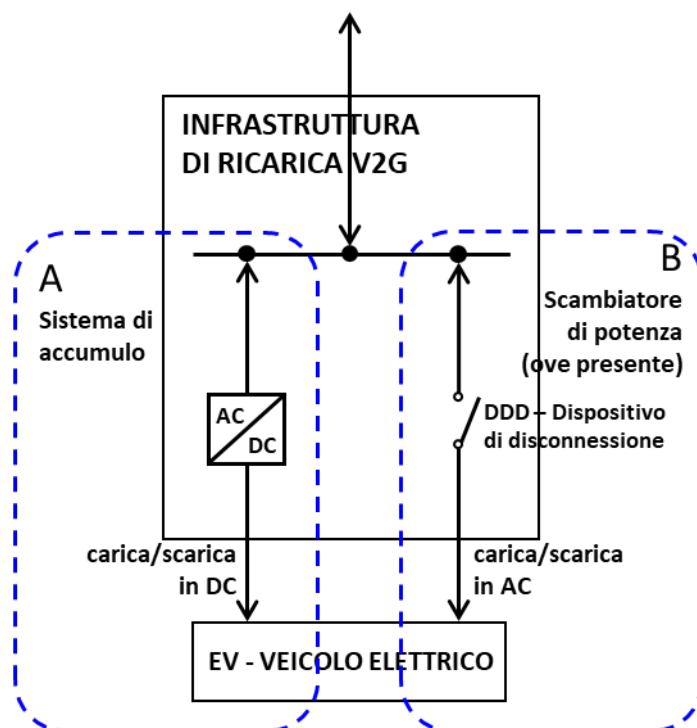 INFRASTRUTTURA
DI RICARICA V2G
A
Sistema di
accumulo
B
Scambiatore
di potenza
(ove presente)
AC
DC
DDD – Dispositivo
di disconnessione
carica/scarica
in DC
carica/scarica
in AC
EV - VEICOLO ELETTRICO